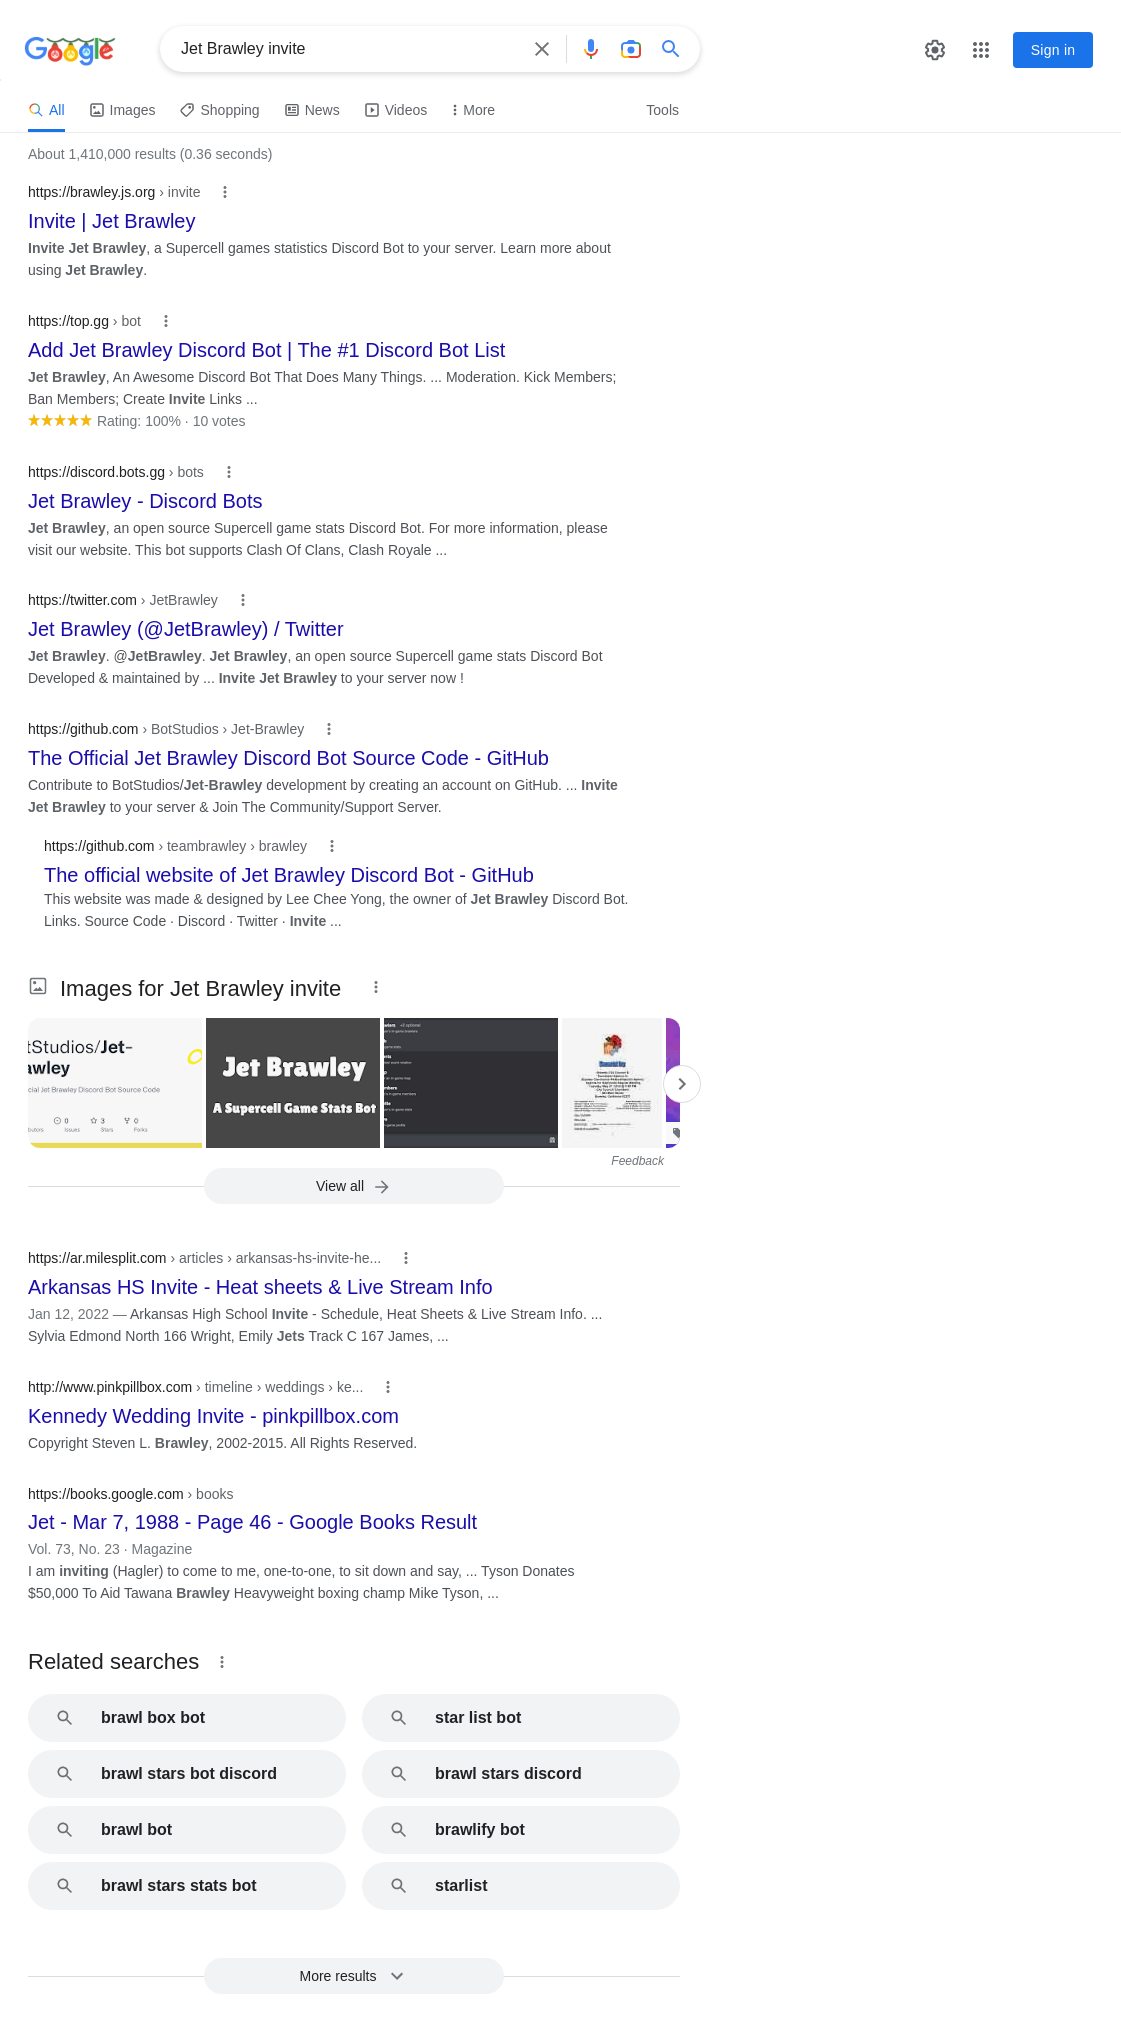 Google
Jet Brawley invite
Sign in
All
Images
Shopping
News
Videos
More
Tools
About 1,410,000 results (0.36 seconds)
https://brawley.js.org › invite
Invite | Jet Brawley
Invite Jet Brawley, a Supercell games statistics Discord Bot to your server. Learn more about
using Jet Brawley.
https://top.gg › bot
Add Jet Brawley Discord Bot | The #1 Discord Bot List
Jet Brawley, An Awesome Discord Bot That Does Many Things. ... Moderation. Kick Members;
Ban Members; Create Invite Links ...
Rating: 100% · 10 votes
https://discord.bots.gg › bots
Jet Brawley - Discord Bots
Jet Brawley, an open source Supercell game stats Discord Bot. For more information, please
visit our website. This bot supports Clash Of Clans, Clash Royale ...
https://twitter.com › JetBrawley
Jet Brawley (@JetBrawley) / Twitter
Jet Brawley. @JetBrawley. Jet Brawley, an open source Supercell game stats Discord Bot
Developed & maintained by ... Invite Jet Brawley to your server now !
https://github.com › BotStudios › Jet-Brawley
The Official Jet Brawley Discord Bot Source Code - GitHub
Contribute to BotStudios/Jet-Brawley development by creating an account on GitHub. ... Invite
Jet Brawley to your server & Join The Community/Support Server.
https://github.com › teambrawley › brawley
The official website of Jet Brawley Discord Bot - GitHub
This website was made & designed by Lee Chee Yong, the owner of Jet Brawley Discord Bot.
Links. Source Code · Discord · Twitter · Invite ...
Images for Jet Brawley invite
tStudios/Jet-
awley
cial Jet Brawley Discord Bot Source Code
0
3
0
Issues
Stars
Forks
Jet Brawley
A Supercell Game Stats Bot
Feedback
View all
https://ar.milesplit.com › articles › arkansas-hs-invite-he...
Arkansas HS Invite - Heat sheets & Live Stream Info
Jan 12, 2022 — Arkansas High School Invite - Schedule, Heat Sheets & Live Stream Info. ...
Sylvia Edmond North 166 Wright, Emily Jets Track C 167 James, ...
http://www.pinkpillbox.com › timeline › weddings › ke...
Kennedy Wedding Invite - pinkpillbox.com
Copyright Steven L. Brawley, 2002-2015. All Rights Reserved.
https://books.google.com › books
Jet - Mar 7, 1988 - Page 46 - Google Books Result
Vol. 73, No. 23 · Magazine
I am inviting (Hagler) to come to me, one-to-one, to sit down and say, ... Tyson Donates
$50,000 To Aid Tawana Brawley Heavyweight boxing champ Mike Tyson, ...
Related searches
brawl box bot
star list bot
brawl stars bot discord
brawl stars discord
brawl bot
brawlify bot
brawl stars stats bot
starlist
More results